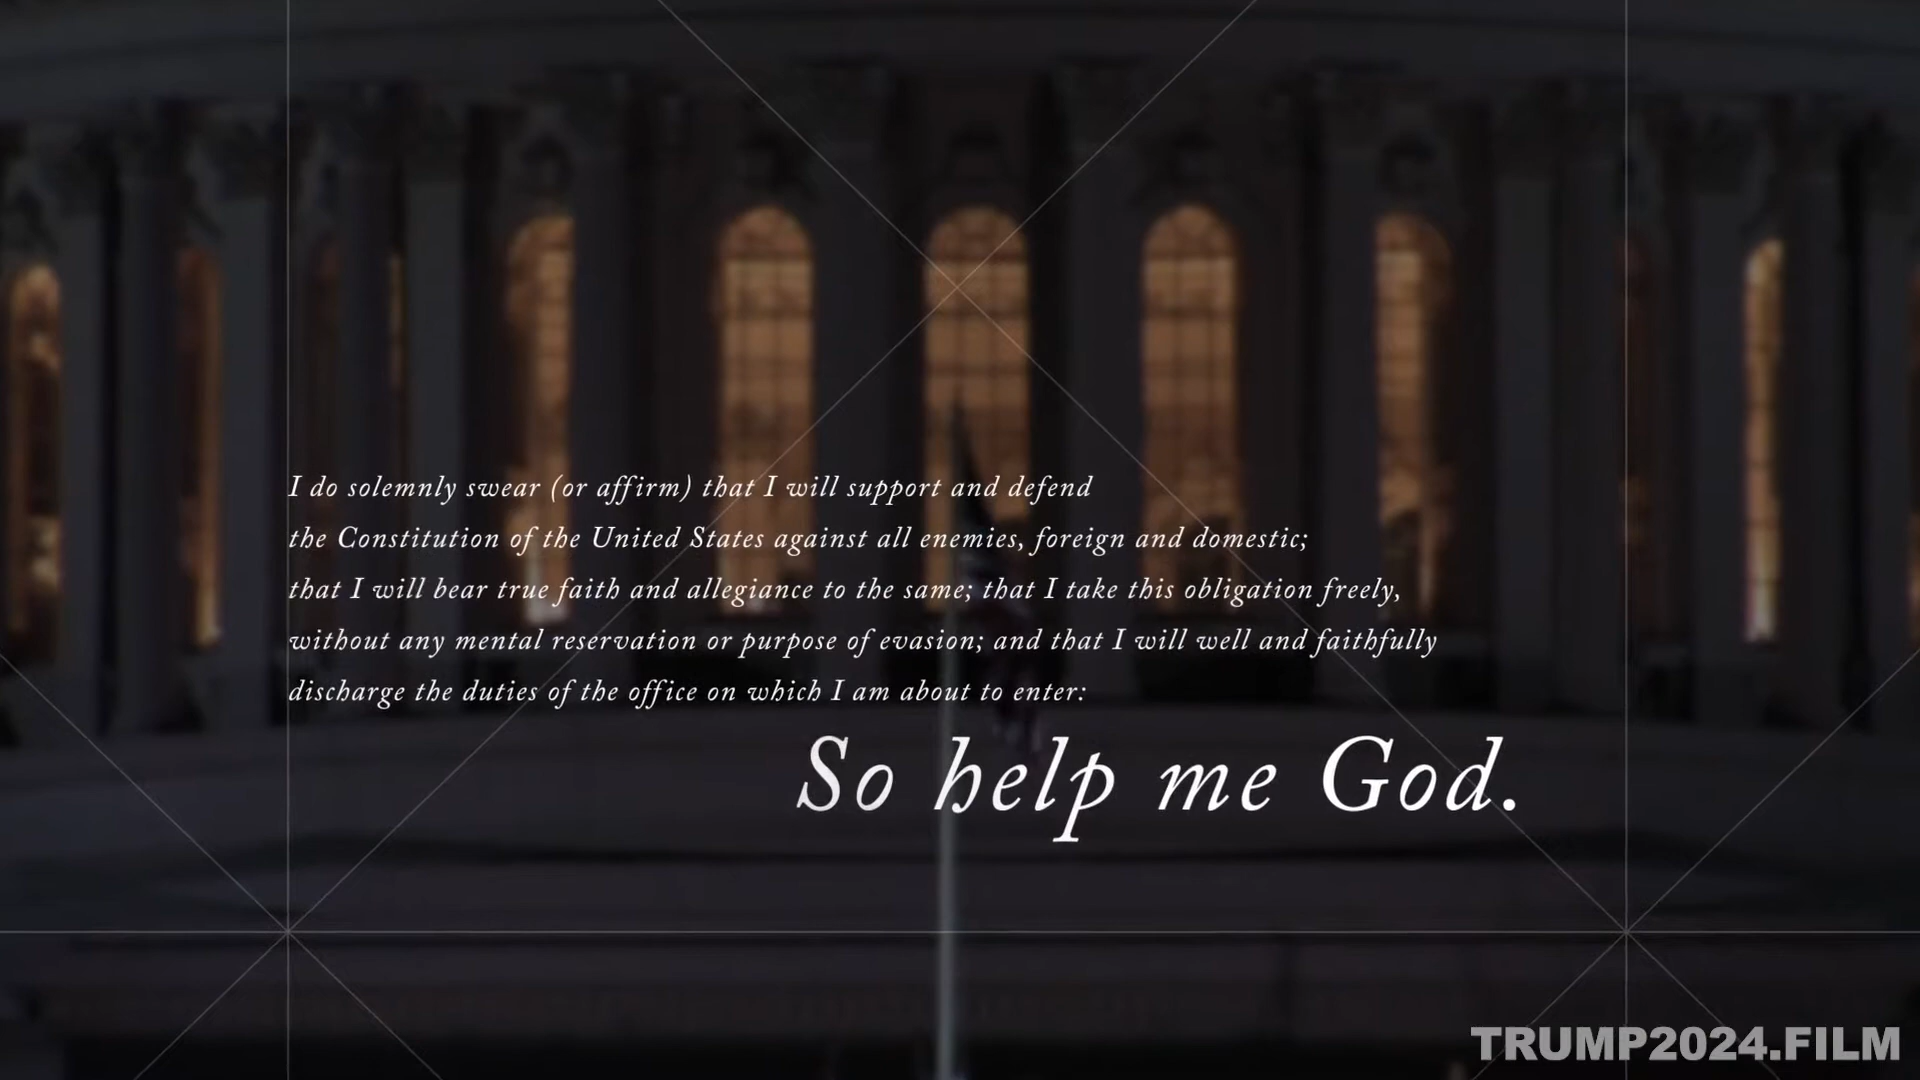 I do solemnly swear (or affirm) that I will support and defend
the Constitution of the United States against all enemies, foreign and domestic;
that I will bear true faith and allegiance to the same; that I take this obligation freely,
without any mental reservation or purpose of evasion; and that I will well and faithfully
discharge the duties of the office on which I am about to enter:
So help me God.
TRUMP2024.FILM